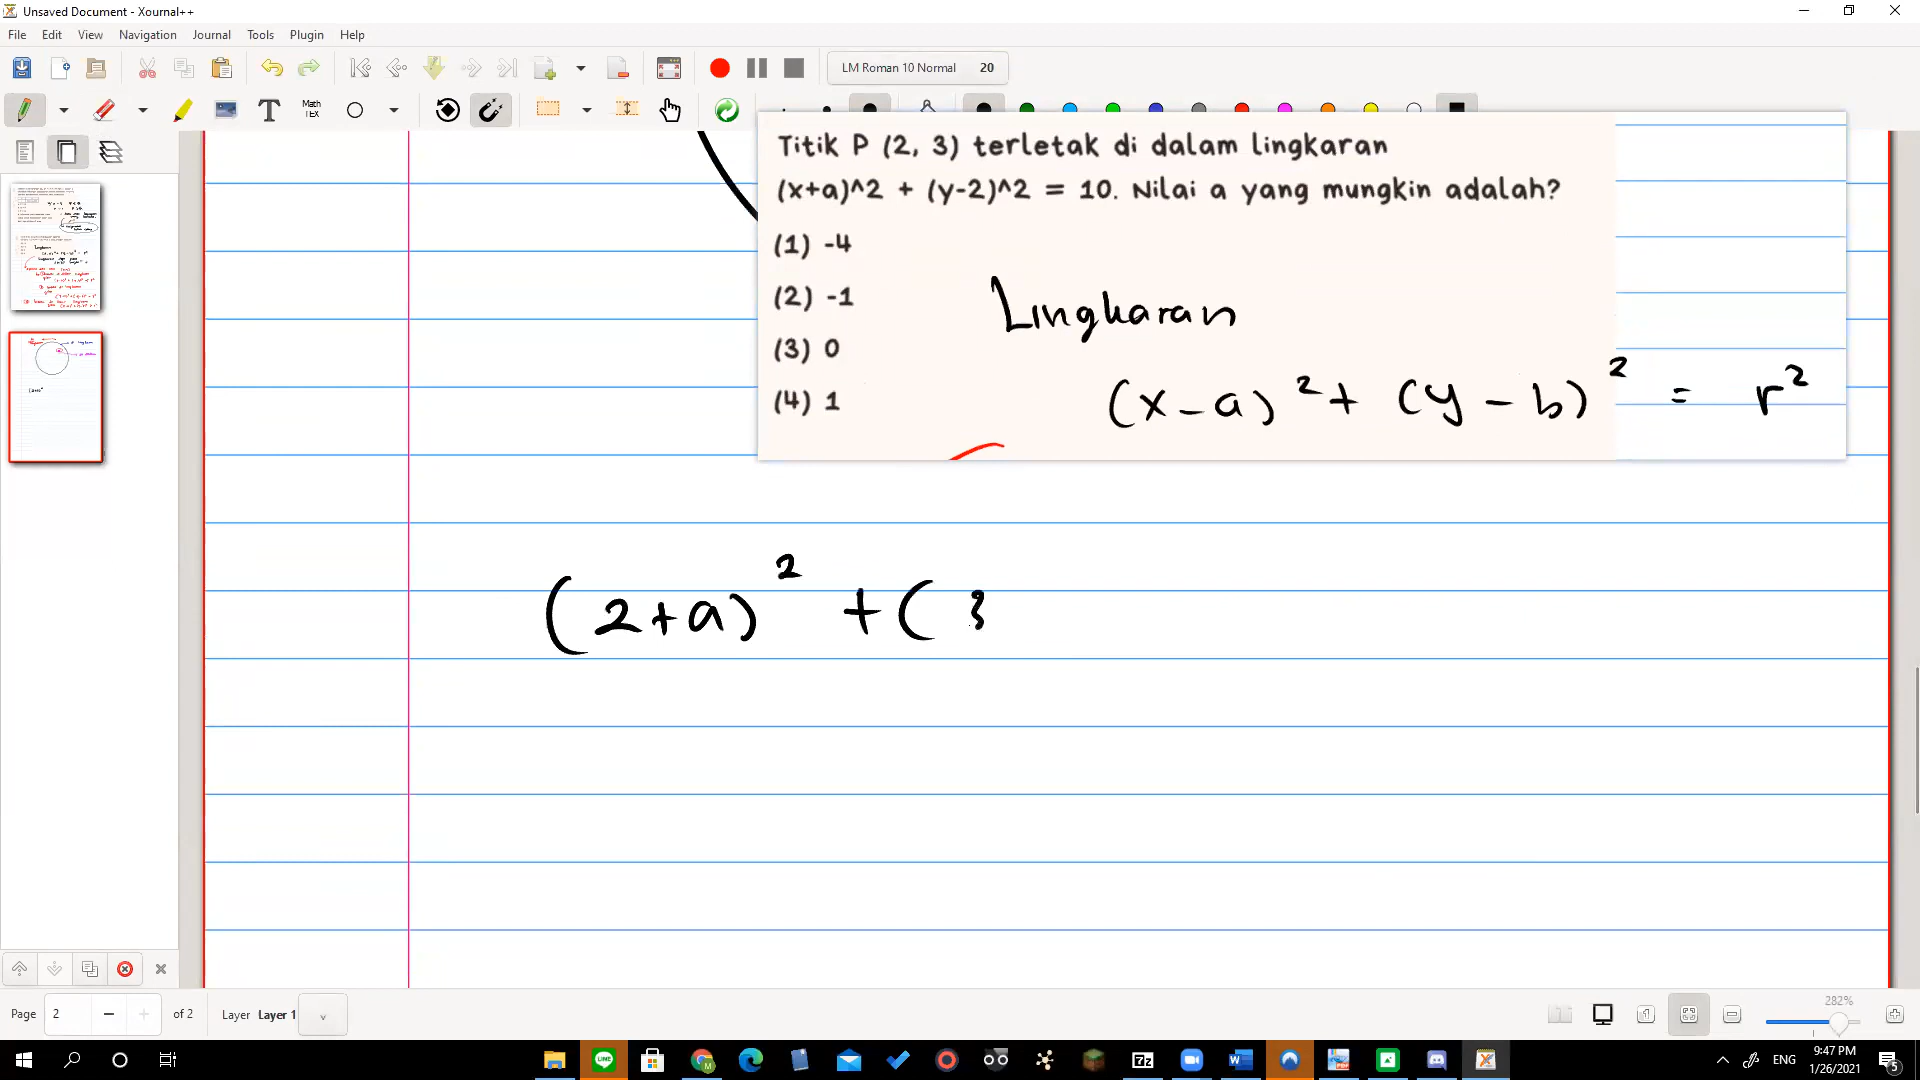 Unsaved Document - Xournal++
File Edit View Navigation Journal Tools Plugin Help
LM Roman 10 Normal 20
Math
TEX
Titik P (2, 3) terletak di dalam lingkaran
(x+a)^2 + (y-2)^2 = 10. Nilai a yang mungkin adalah?
(1) -4
(2) -1
(3) 0
(4) 1
Lingkaran
(x-a)² + (y-b)² = r²
(2+a)² + (3
Page 2 of 2 Layer Layer 1
282%
ENG
9:47 PM
1/26/2021
5